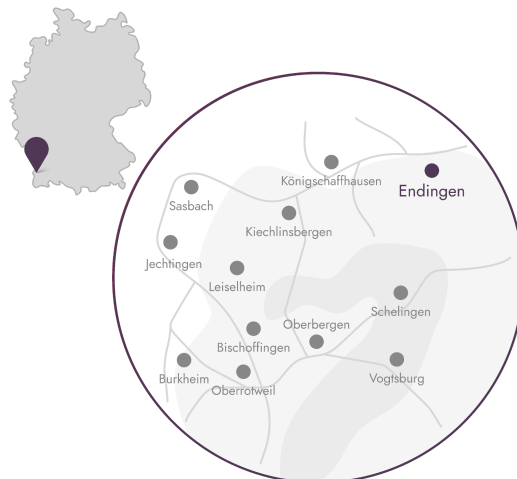 Königschaffhausen
Endingen
Sasbach
Kiechlinsbergen
Jechtingen
Leiselheim
Schelingen
Oberbergen
Bischoffingen
Burkheim
Vogtsburg
Oberrotweil